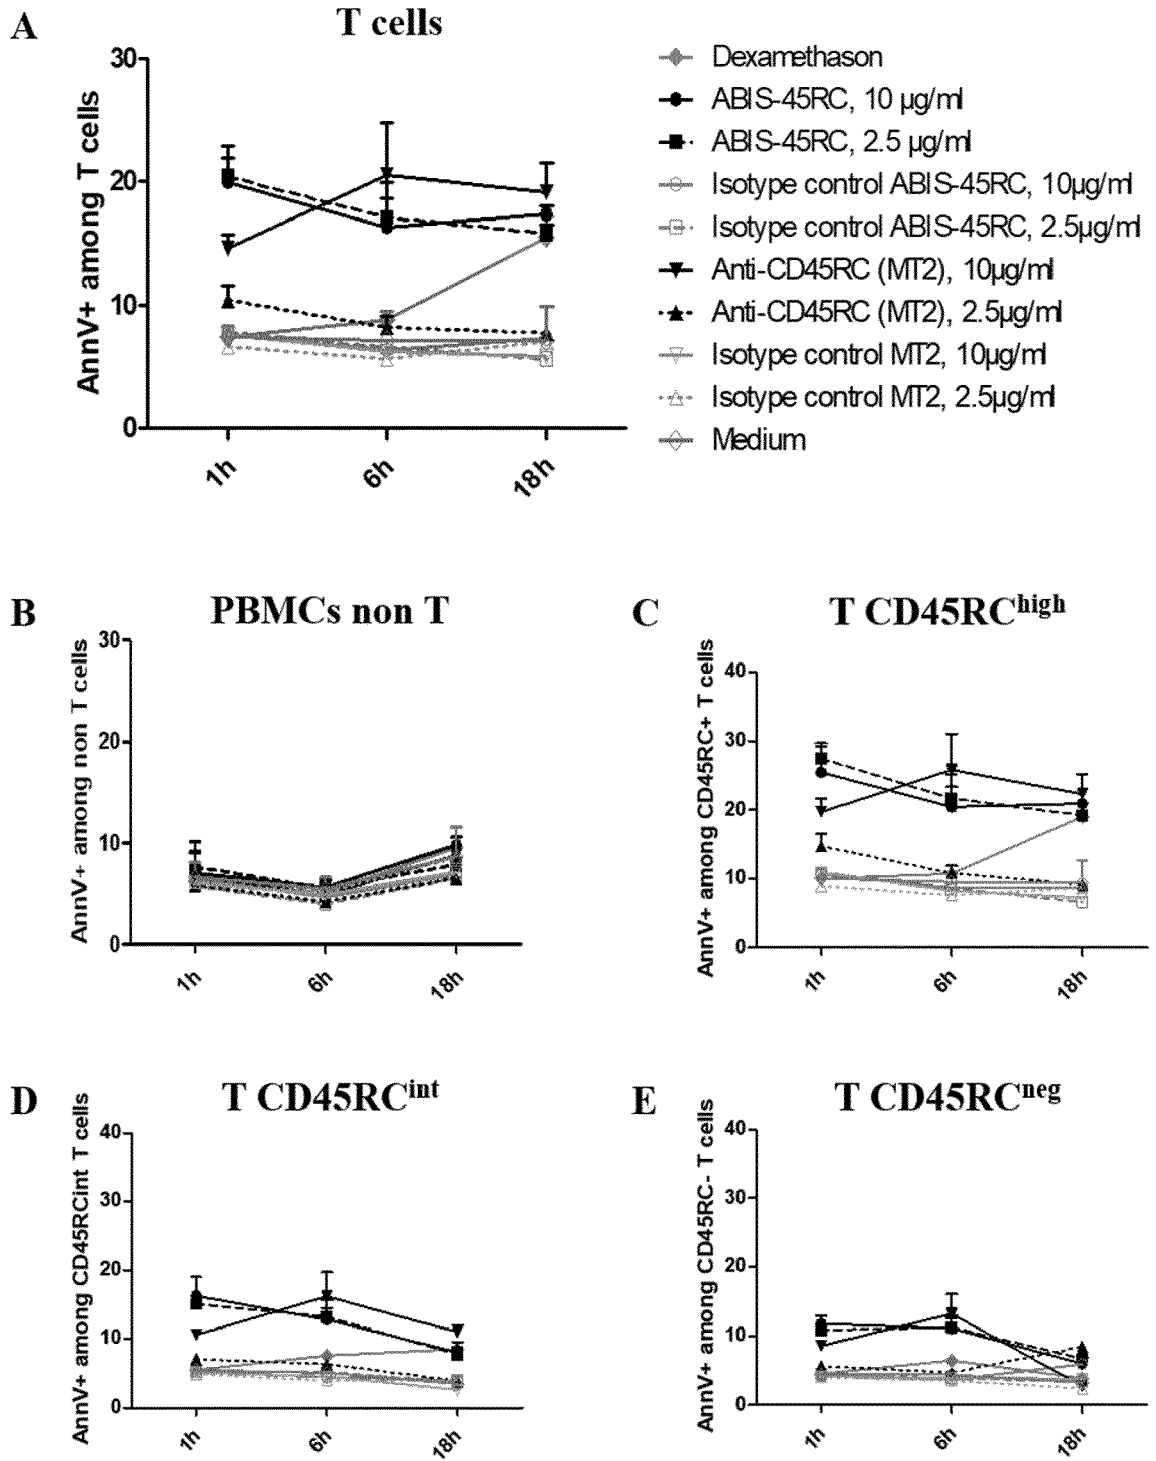 A
T cells
AnnV+ among T cells
30
20
10
0
1h
6h
18h
Dexamethason
ABIS-45RC, 10 µg/ml
ABIS-45RC, 2.5 µg/ml
Isotype control ABIS-45RC, 10µg/ml
Isotype control ABIS-45RC, 2.5µg/ml
Anti-CD45RC (MT2), 10µg/ml
Anti-CD45RC (MT2), 2.5µg/ml
Isotype control MT2, 10µg/ml
Isotype control MT2, 2.5µg/ml
Medium
B
PBMCs non T
AnnV+ among non T cells
30
20
10
0
1h
6h
18h
C
T CD45RChigh
AnnV+ among CD45RC+ T cells
40
30
20
10
0
1h
6h
18h
D
T CD45RCint
AnnV+ among CD45RCint T cells
40
30
20
10
0
1h
6h
18h
E
T CD45RCneg
AnnV+ among CD45RC- T cells
40
30
20
10
0
1h
6h
18h